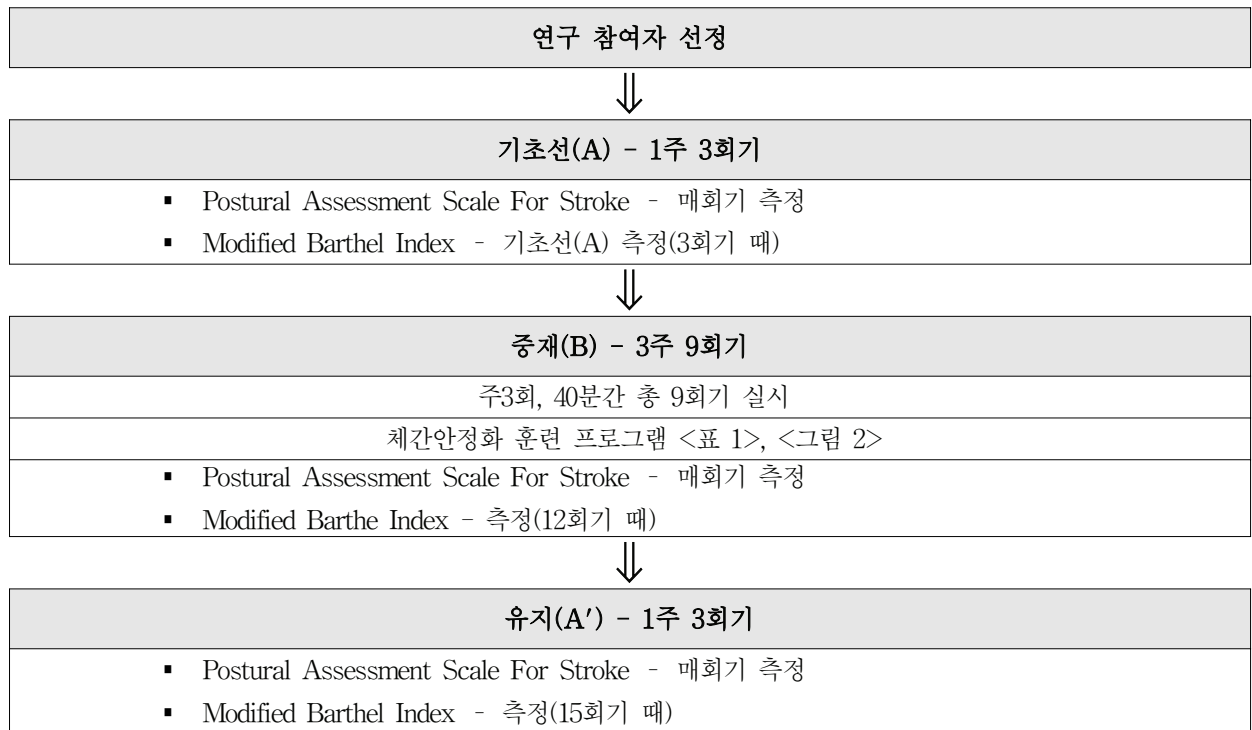 연구 참여자 선정
⇓
기초선(A) - 1주 3회기
▪ Postural Assessment Scale For Stroke - 매회기 측정
▪ Modified Barthel Index - 기초선(A) 측정(3회기 때)
⇓
중재(B) - 3주 9회기
주3회, 40분간 총 9회기 실시
체간안정화 훈련 프로그램 <표 1>, <그림 2>
▪ Postural Assessment Scale For Stroke - 매회기 측정
▪ Modified Barthe Index - 측정(12회기 때)
⇓
유지(A′) - 1주 3회기
▪ Postural Assessment Scale For Stroke - 매회기 측정
▪ Modified Barthel Index - 측정(15회기 때)